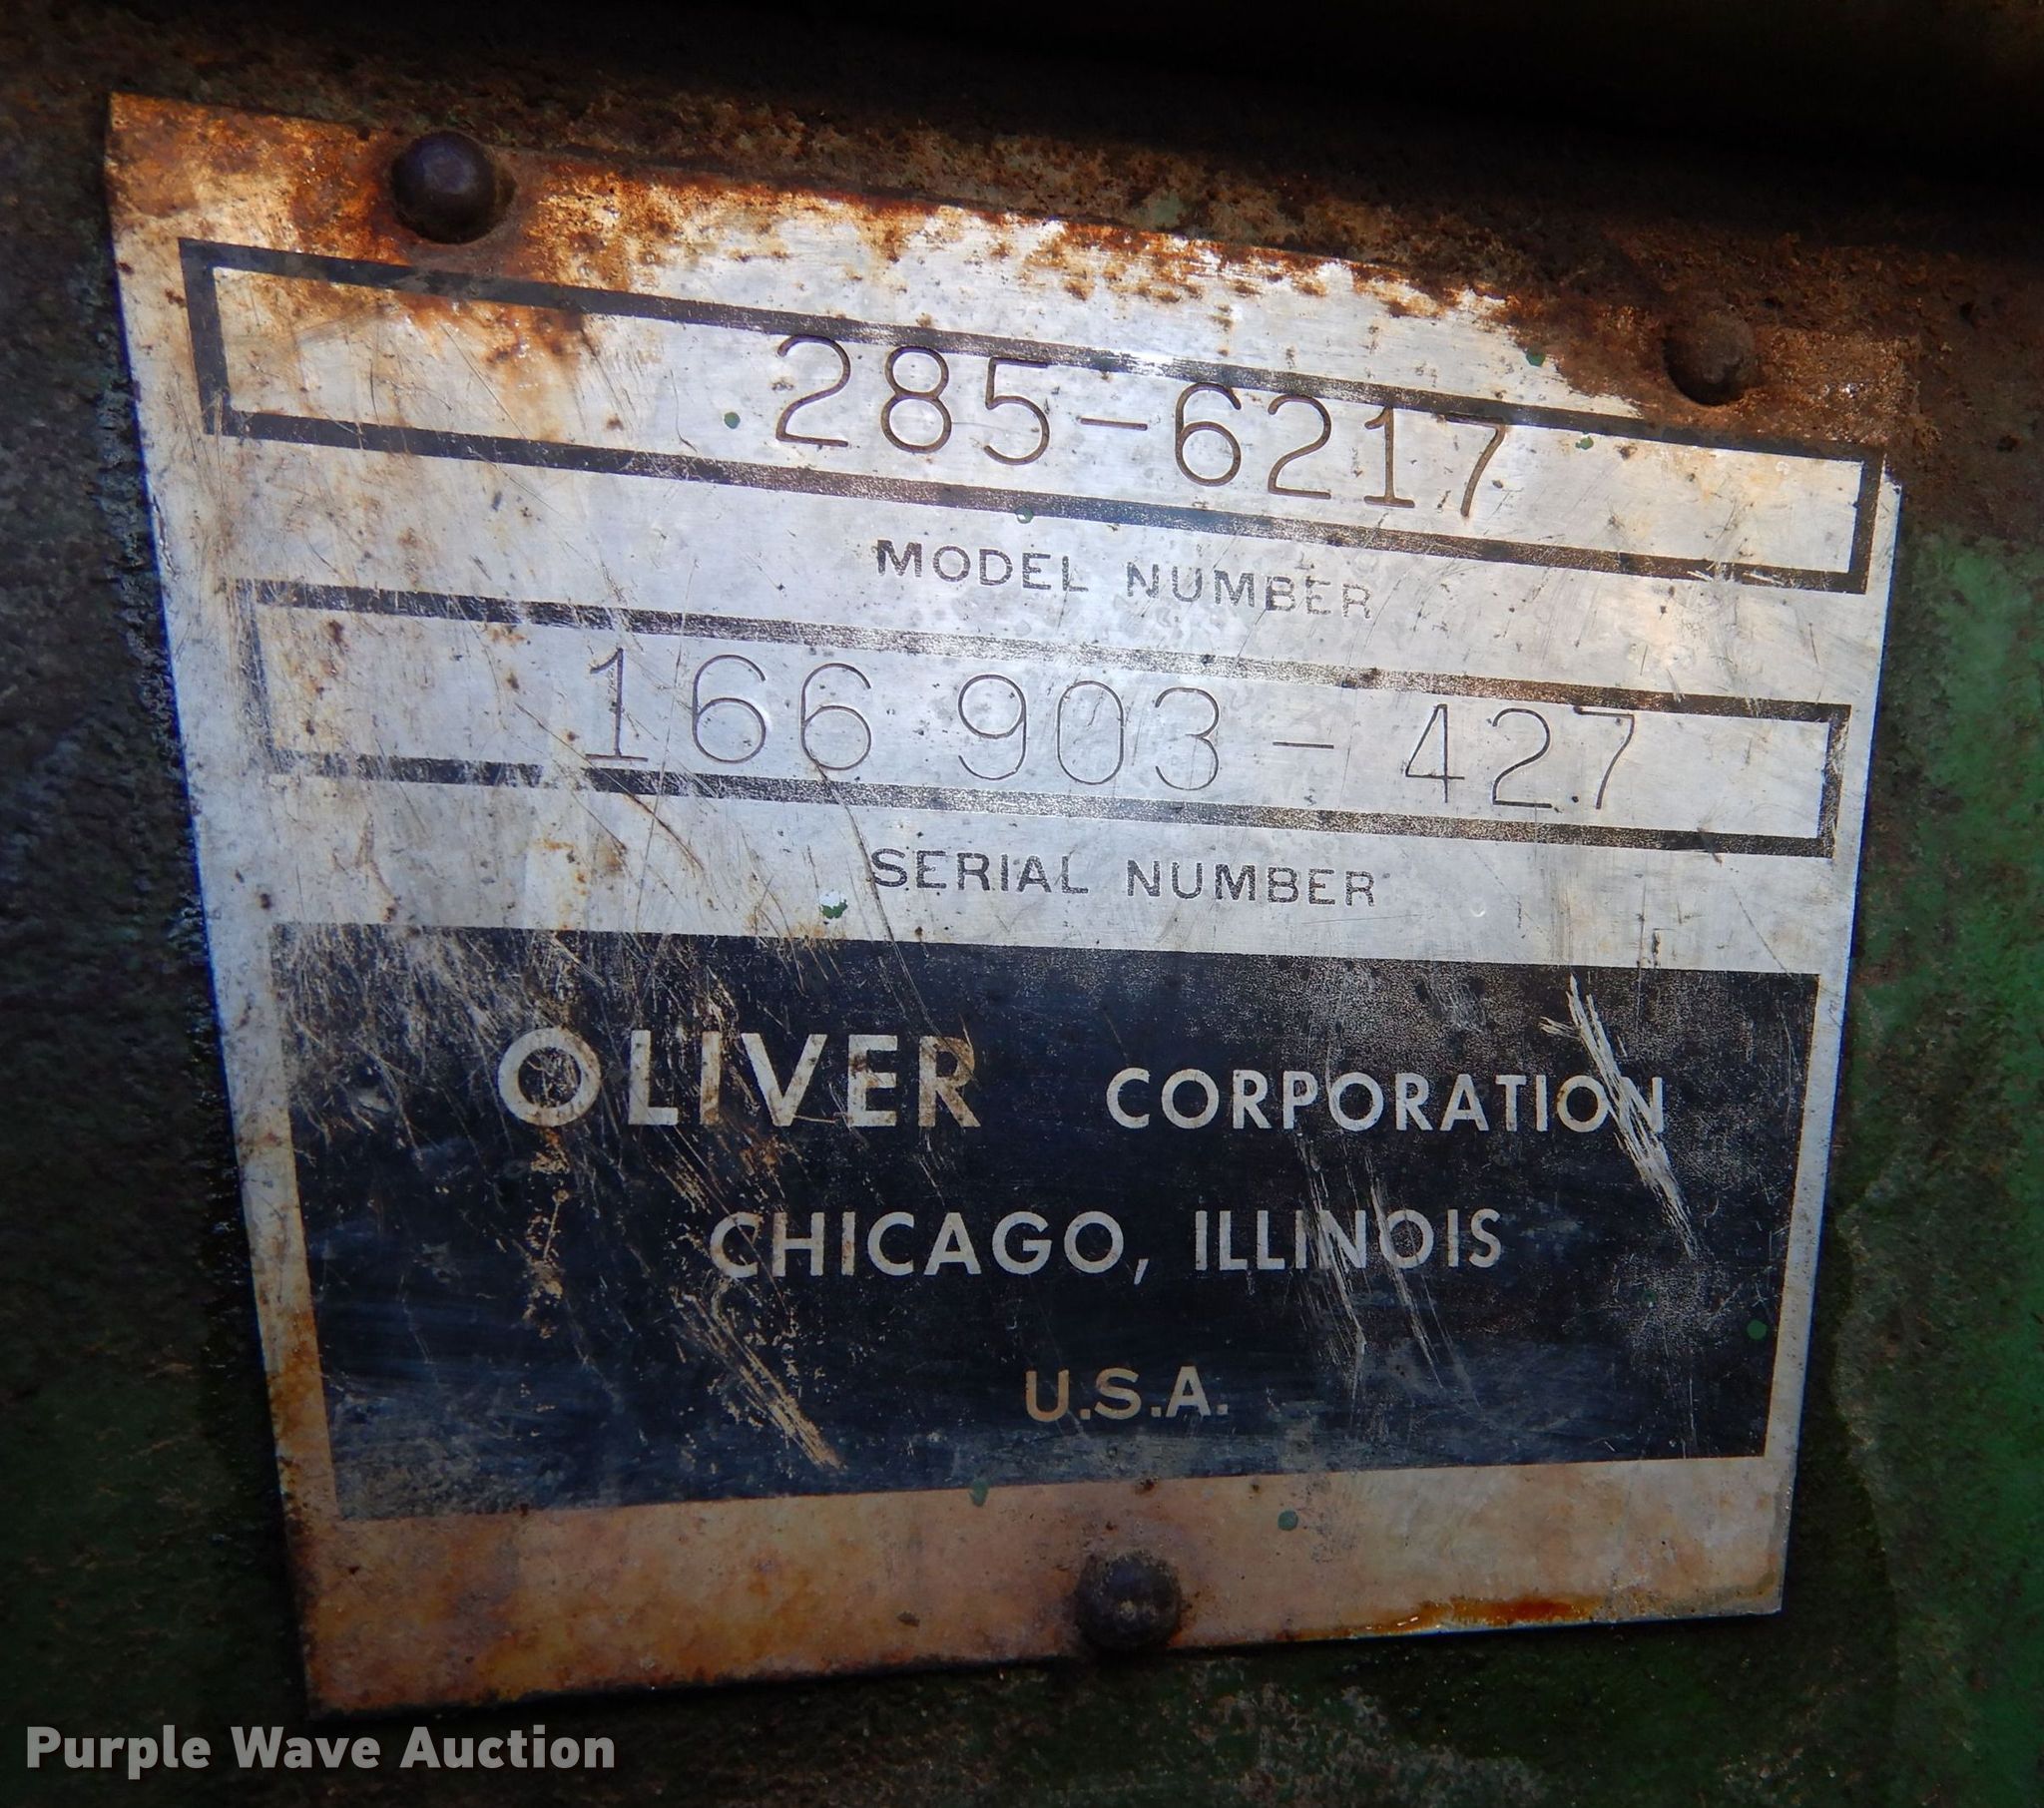 285-6217
MODEL NUMBER
166 903 - 427
SERIAL NUMBER
OLIVER CORPORATION
CHICAGO, ILLINOIS
U.S.A.
Purple Wave Auction